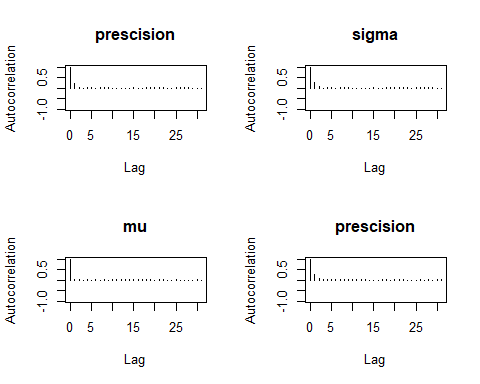 prescision
Autocorrelation
-1.0 0.5
0 5 15 25
Lag
sigma
Autocorrelation
-1.0 0.5
0 5 15 25
Lag
mu
Autocorrelation
-1.0 0.5
0 5 15 25
Lag
prescision
Autocorrelation
-1.0 0.5
0 5 15 25
Lag